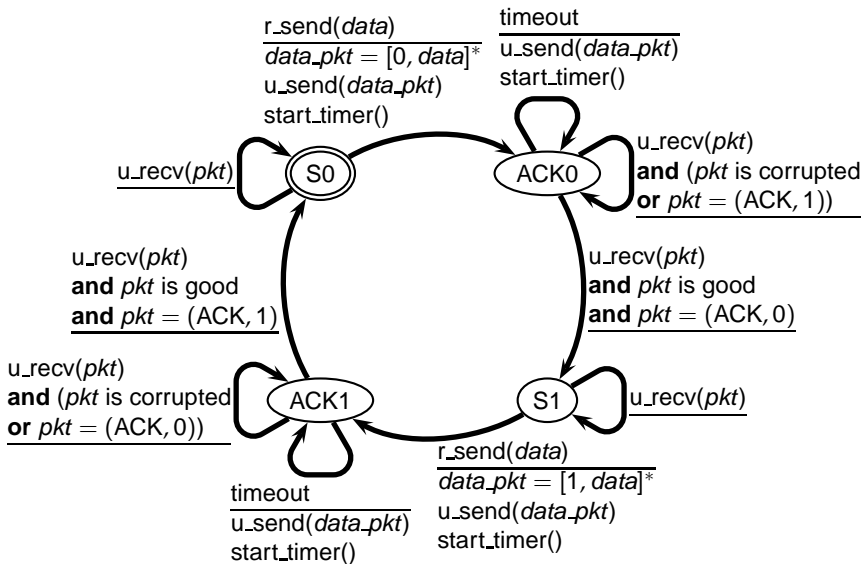 r_send(data)
data_pkt = [0, data]*
u_send(data_pkt)
start_timer()
timeout
u_send(data_pkt)
start_timer()
u_recv(pkt)
S0
ACK0
u_recv(pkt)
and (pkt is corrupted
or pkt = (ACK, 1))
u_recv(pkt)
and pkt is good
and pkt = (ACK, 1)
u_recv(pkt)
and pkt is good
and pkt = (ACK, 0)
u_recv(pkt)
and (pkt is corrupted
or pkt = (ACK, 0))
ACK1
S1
u_recv(pkt)
timeout
u_send(data_pkt)
start_timer()
r_send(data)
data_pkt = [1, data]*
u_send(data_pkt)
start_timer()